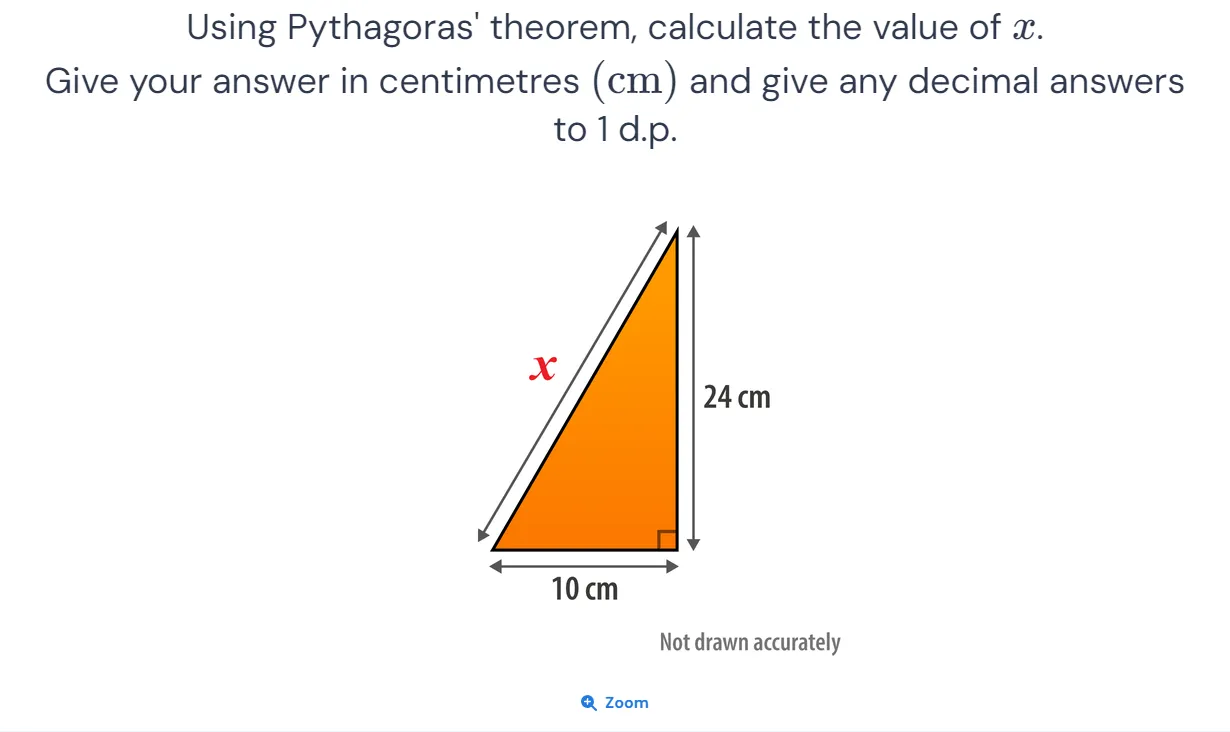 Using Pythagoras' theorem, calculate the value of x.
Give your answer in centimetres (cm) and give any decimal answers
to 1 d.p.
x
24 cm
10 cm
Not drawn accurately
Zoom